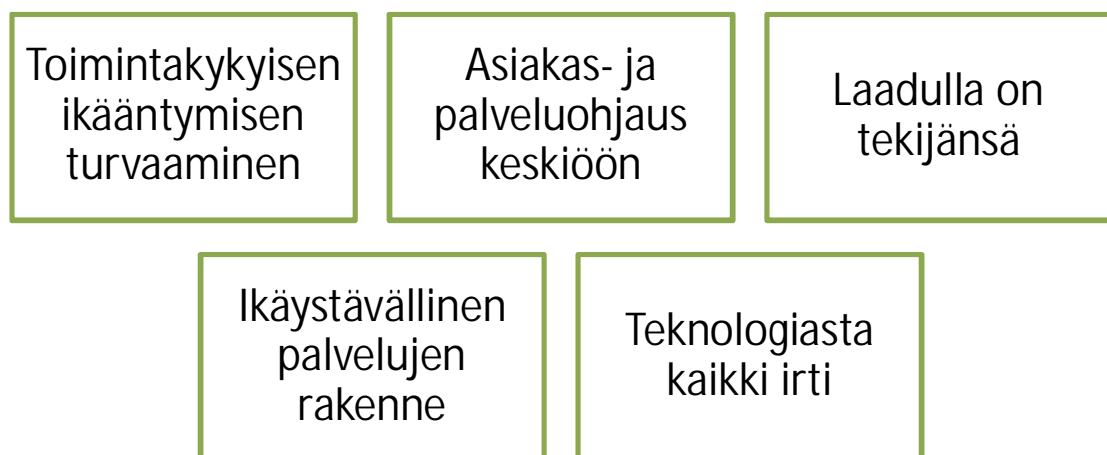 Toimintakykyisen
ikääntymisen
turvaaminen
Asiakas- ja
palveluohjaus
keskiöön
Laadulla on
tekijänsä
Ikäystävällinen
palvelujen
rakenne
Teknologiasta
kaikki irti